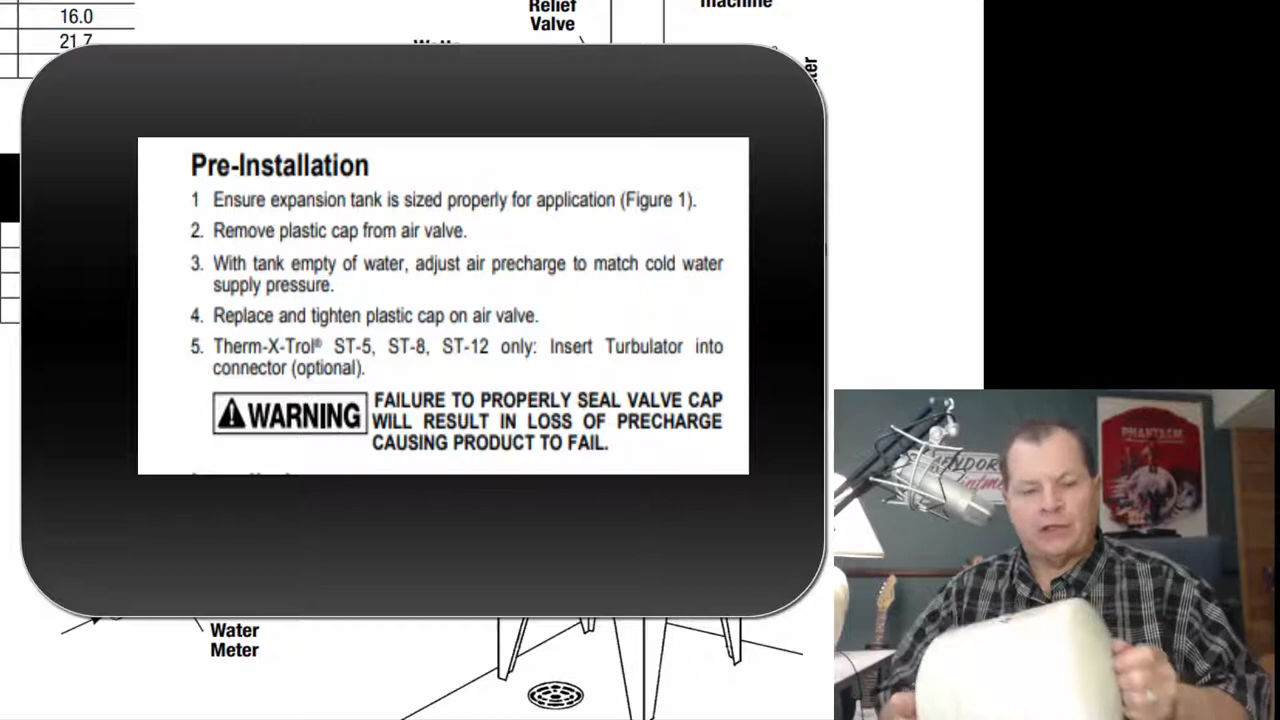 16.0
21.7
Relief
Valve
machine
Pre-Installation
1 Ensure expansion tank is sized properly for application (Figure 1).
2. Remove plastic cap from air valve.
3. With tank empty of water, adjust air precharge to match cold water
supply pressure.
4. Replace and tighten plastic cap on air valve.
5. Therm-X-Trol® ST-5, ST-8, ST-12 only: Insert Turbulator into
connector (optional).
WARNING
FAILURE TO PROPERLY SEAL VALVE CAP
WILL RESULT IN LOSS OF PRECHARGE
CAUSING PRODUCT TO FAIL.
Water
Meter
PHANTASM